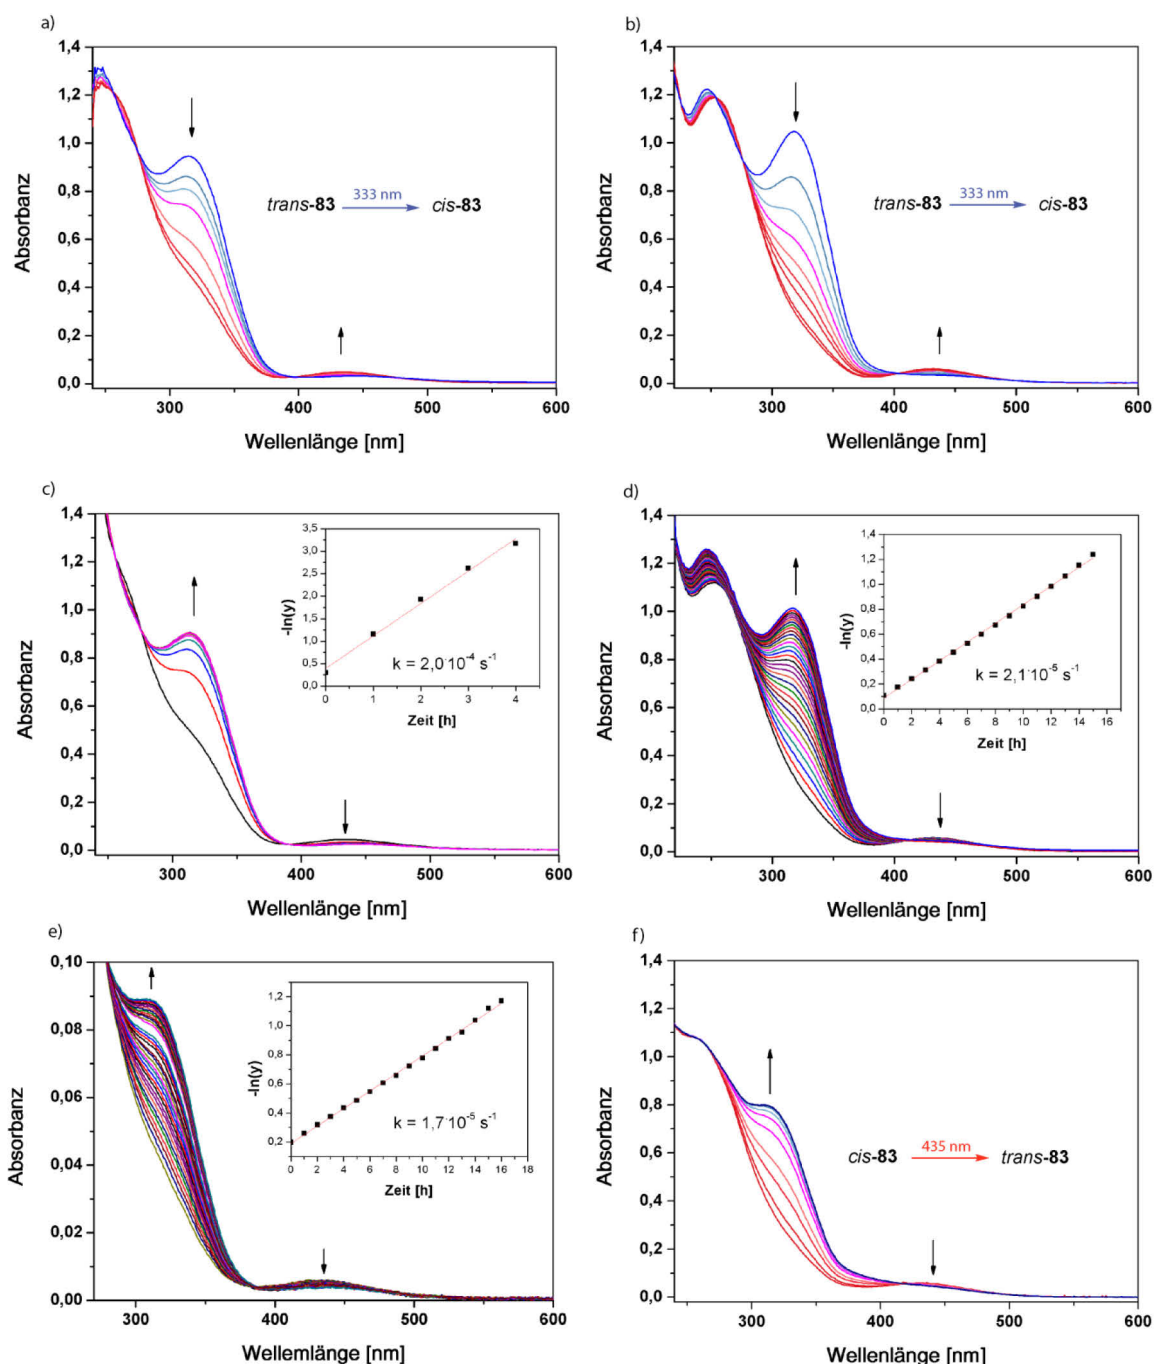 a)
1,4
1,2
1,0
0,8
0,6
0,4
0,2
0,0
Absorbanz
trans-83 333 nm cis-83
300 400 500 600
Wellenlänge [nm]
b)
1,4
1,2
1,0
0,8
0,6
0,4
0,2
0,0
Absorbanz
trans-83 333 nm cis-83
300 400 500 600
Wellenlänge [nm]
c)
1,4
1,2
1,0
0,8
0,6
0,4
0,2
0,0
Absorbanz
3,5
3,0
2,5
2,0
1,5
1,0
0,5
0,0
-ln(y)
k = 2,0·10⁻⁴ s⁻¹
0 1 2 3 4
Zeit [h]
300 400 500 600
Wellenlänge [nm]
d)
1,4
1,2
1,0
0,8
0,6
0,4
0,2
0,0
Absorbanz
1,4
1,2
1,0
0,8
0,6
0,4
0,2
0,0
-ln(y)
k = 2,1·10⁻⁵ s⁻¹
0 2 4 6 8 10 12 14 16
Zeit [h]
300 400 500 600
Wellenlänge [nm]
e)
0,10
0,08
0,06
0,04
0,02
0,00
Absorbanz
1,2
1,0
0,8
0,6
0,4
0,2
-ln(y)
k = 1,7·10⁻⁵ s⁻¹
0 2 4 6 8 10 12 14 16 18
Zeit [h]
300 400 500 600
Wellemlänge [nm]
f)
1,4
1,2
1,0
0,8
0,6
0,4
0,2
0,0
Absorbanz
cis-83 435 nm trans-83
300 400 500 600
Wellenlänge [nm]